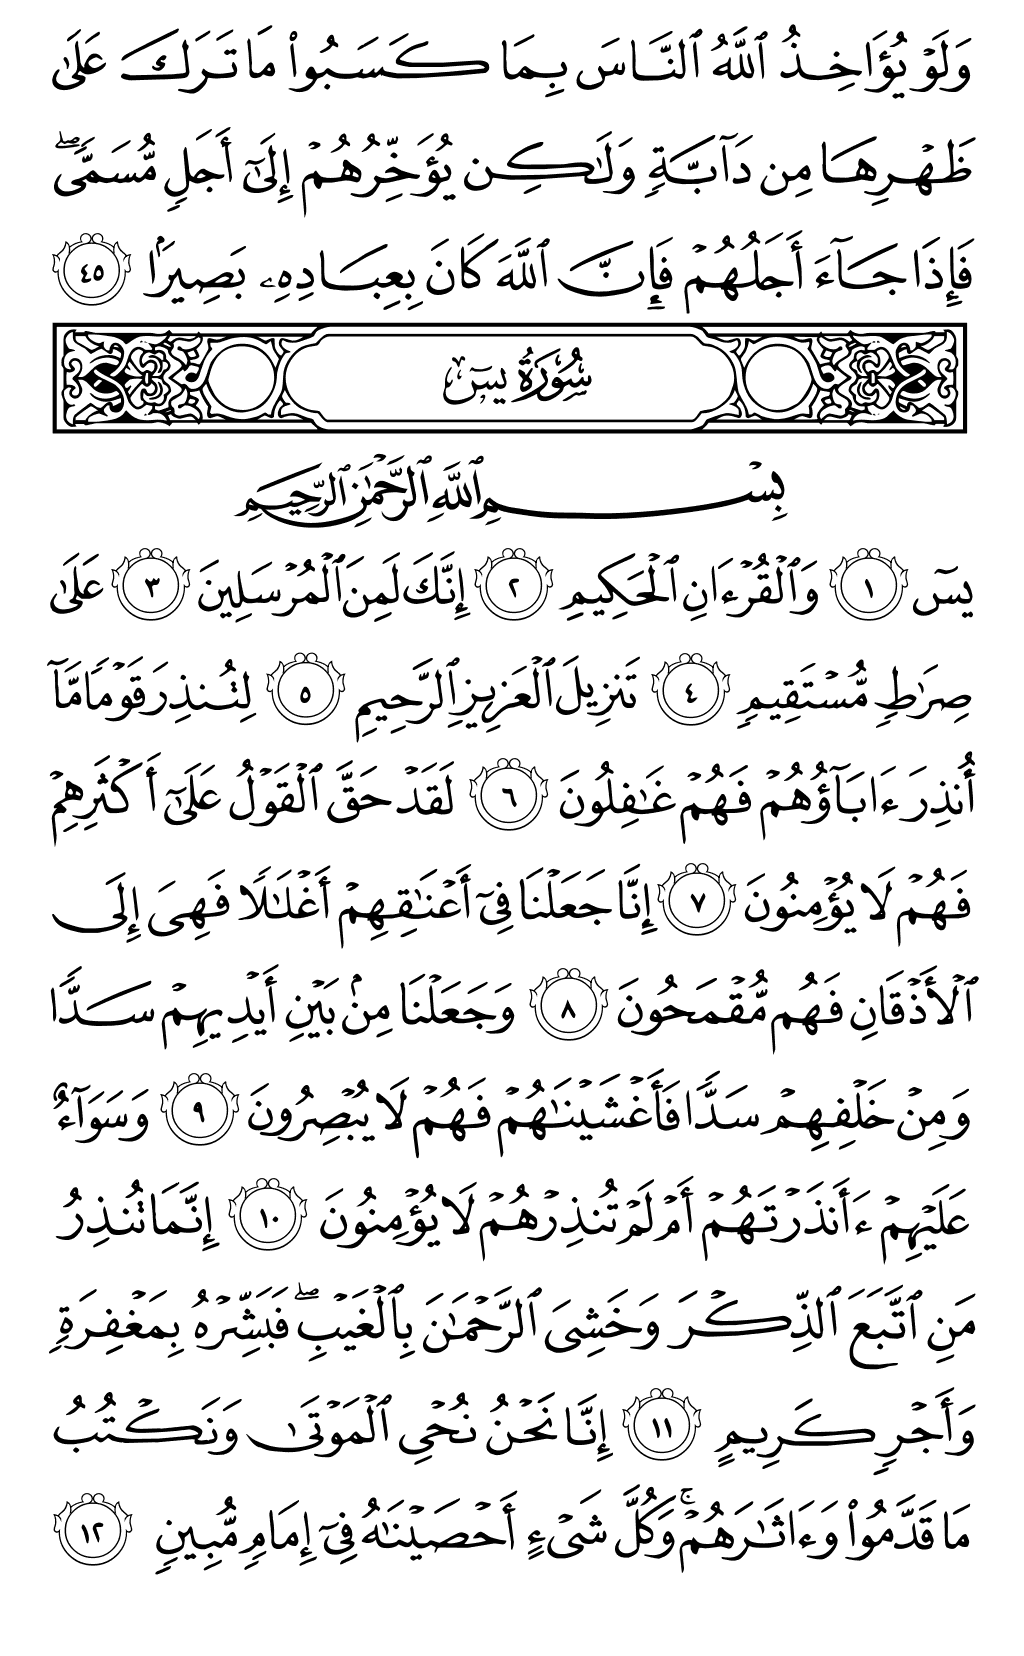 وَلَوْ يُؤَاخِذُ ٱللَّهُ ٱلنَّاسَ بِمَا كَسَبُوا۟ مَا تَرَكَ عَلَىٰ
ظَهْرِهَا مِن دَآبَّةٍ وَلَـٰكِن يُؤَخِّرُهُمْ إِلَىٰٓ أَجَلٍ مُّسَمًّى ۖ
فَإِذَا جَآءَ أَجَلُهُمْ فَإِنَّ ٱللَّهَ كَانَ بِعِبَادِهِۦ بَصِيرًۢا ٤٥
سُورَةُ يسٓ
بِسْمِ ٱللَّهِ ٱلرَّحْمَـٰنِ ٱلرَّحِيمِ
يسٓ ١ وَٱلْقُرْءَانِ ٱلْحَكِيمِ ٢ إِنَّكَ لَمِنَ ٱلْمُرْسَلِينَ ٣ عَلَىٰ
صِرَٰطٍ مُّسْتَقِيمٍ ٤ تَنزِيلَ ٱلْعَزِيزِ ٱلرَّحِيمِ ٥ لِتُنذِرَ قَوْمًا مَّآ
أُنذِرَ ءَابَآؤُهُمْ فَهُمْ غَـٰفِلُونَ ٦ لَقَدْ حَقَّ ٱلْقَوْلُ عَلَىٰٓ أَكْثَرِهِمْ
فَهُمْ لَا يُؤْمِنُونَ ٧ إِنَّا جَعَلْنَا فِىٓ أَعْنَـٰقِهِمْ أَغْلَـٰلًا فَهِىَ إِلَى
ٱلْأَذْقَانِ فَهُم مُّقْمَحُونَ ٨ وَجَعَلْنَا مِنۢ بَيْنِ أَيْدِيهِمْ سَدًّا
وَمِنْ خَلْفِهِمْ سَدًّا فَأَغْشَيْنَـٰهُمْ فَهُمْ لَا يُبْصِرُونَ ٩ وَسَوَآءٌ
عَلَيْهِمْ ءَأَنذَرْتَهُمْ أَمْ لَمْ تُنذِرْهُمْ لَا يُؤْمِنُونَ ١٠ إِنَّمَا تُنذِرُ
مَنِ ٱتَّبَعَ ٱلذِّكْرَ وَخَشِىَ ٱلرَّحْمَـٰنَ بِٱلْغَيْبِ ۖ فَبَشِّرْهُ بِمَغْفِرَةٍ
وَأَجْرٍ كَرِيمٍ ١١ إِنَّا نَحْنُ نُحْىِ ٱلْمَوْتَىٰ وَنَكْتُبُ
مَا قَدَّمُوا۟ وَءَاثَـٰرَهُمْ ۚ وَكُلَّ شَىْءٍ أَحْصَيْنَـٰهُ فِىٓ إِمَامٍ مُّبِينٍ ١٢